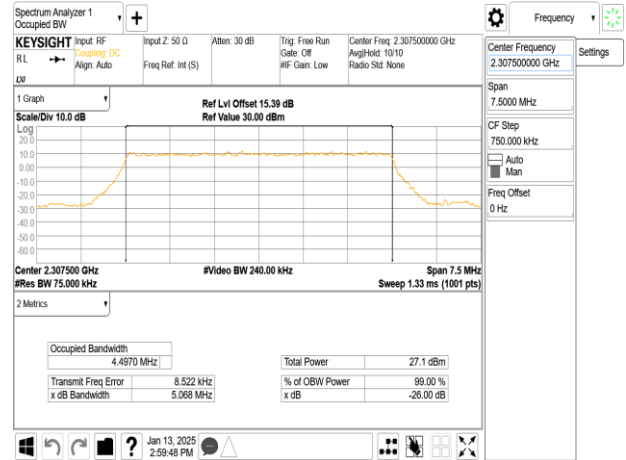 Spectrum Analyzer 1
Occupied BW
+
Frequency
KEYSIGHT
Input: RF
Input Z: 50 Ω
Atten: 30 dB
Trig: Free Run
Center Freq: 2.307500000 GHz
RL
Coupling: DC
Gate: Off
Avg|Hold: 10/10
Align: Auto
Freq Ref: Int (S)
#IF Gain: Low
Radio Std: None
LXI
Center Frequency
2.307500000 GHz
Settings
Span
7.5000 MHz
CF Step
750.000 kHz
Auto
Man
Freq Offset
0 Hz
1 Graph
Ref Lvl Offset 15.39 dB
Scale/Div 10.0 dB
Ref Value 30.00 dBm
Log
20.0
10.0
0.00
-10.0
-20.0
-30.0
-40.0
-50.0
-60.0
Center 2.307500 GHz
#Video BW 240.00 kHz
Span 7.5 MHz
#Res BW 75.000 kHz
Sweep 1.33 ms (1001 pts)
2 Metrics
Occupied Bandwidth
4.4970 MHz
Total Power
27.1 dBm
Transmit Freq Error
8.522 kHz
% of OBW Power
99.00 %
x dB Bandwidth
5.068 MHz
x dB
-26.00 dB
?
Jan 13, 2025
2:59:48 PM